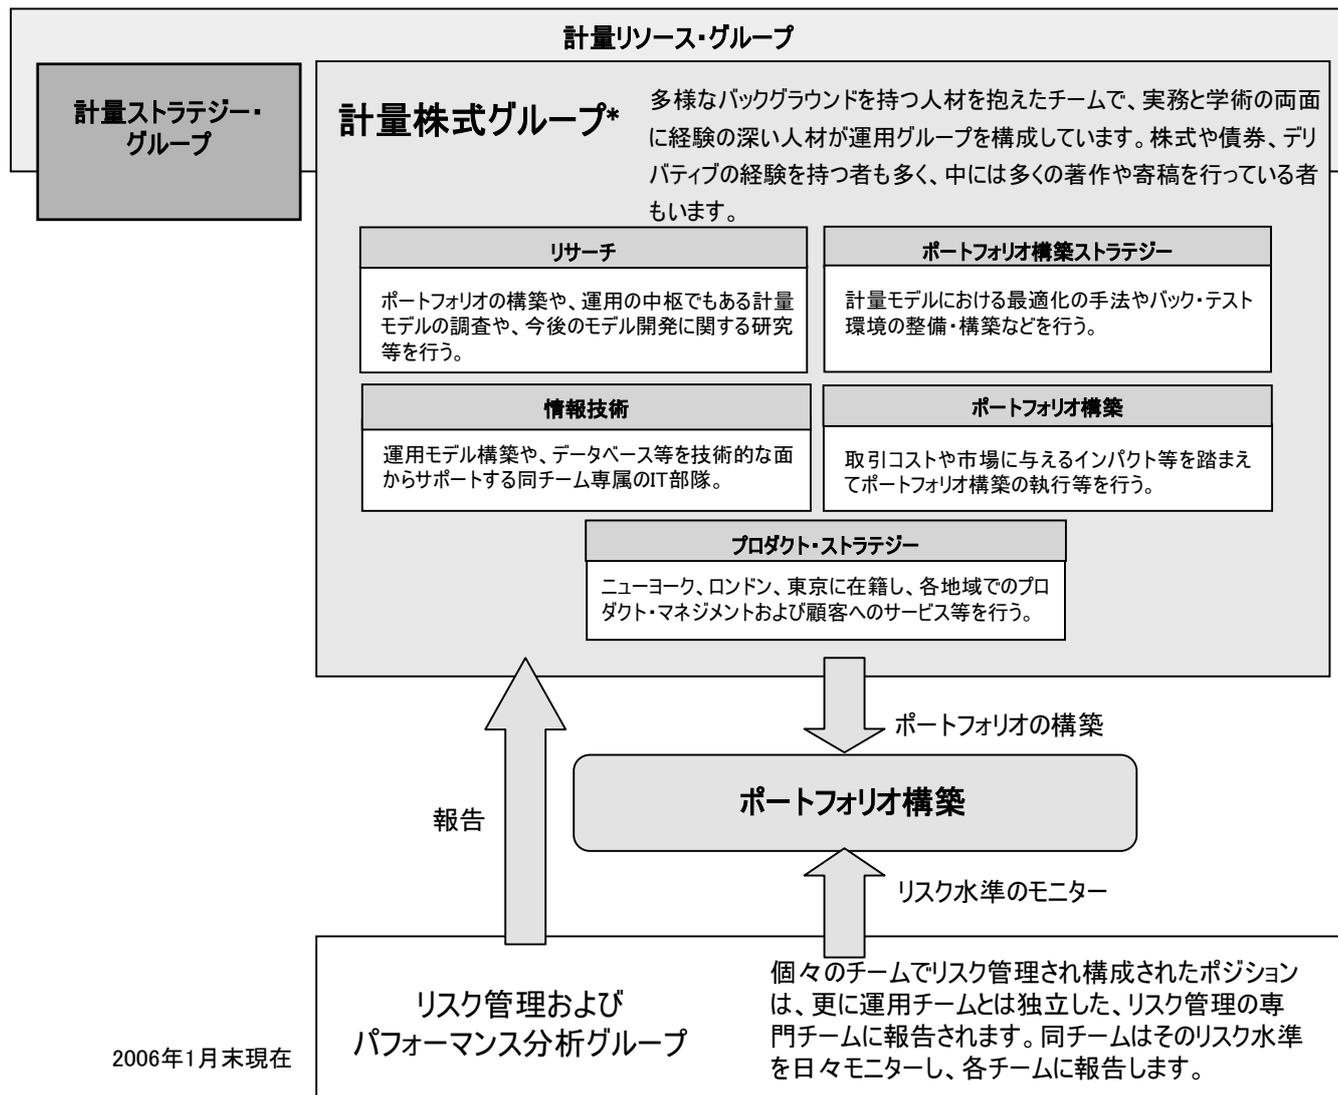 計量リソース・グループ
計量ストラテジー・
グループ
計量株式グループ*
多様なバックグラウンドを持つ人材を抱えたチームで、実務と学術の両面
に経験の深い人材が運用グループを構成しています。株式や債券、デリ
バティブの経験を持つ者も多く、中には多くの著作や寄稿を行っている者
もいます。
リサーチ
ポートフォリオの構築や、運用の中枢でもある計量
モデルの調査や、今後のモデル開発に関する研究
等を行う。
ポートフォリオ構築ストラテジー
計量モデルにおける最適化の手法やバック・テスト
環境の整備・構築などを行う。
情報技術
運用モデル構築や、データベース等を技術的な面
からサポートする同チーム専属のIT部隊。
ポートフォリオ構築
取引コストや市場に与えるインパクト等を踏まえ
てポートフォリオ構築の執行等を行う。
プロダクト・ストラテジー
ニューヨーク、ロンドン、東京に在籍し、各地域でのプロ
ダクト・マネジメントおよび顧客へのサービス等を行う。
ポートフォリオの構築
ポートフォリオ構築
報告
リスク水準のモニター
リスク管理および
パフォーマンス分析グループ
個々のチームでリスク管理され構成されたポジション
は、更に運用チームとは独立した、リスク管理の専
門チームに報告されます。同チームはそのリスク水準
を日々モニターし、各チームに報告します。
2006年1月末現在